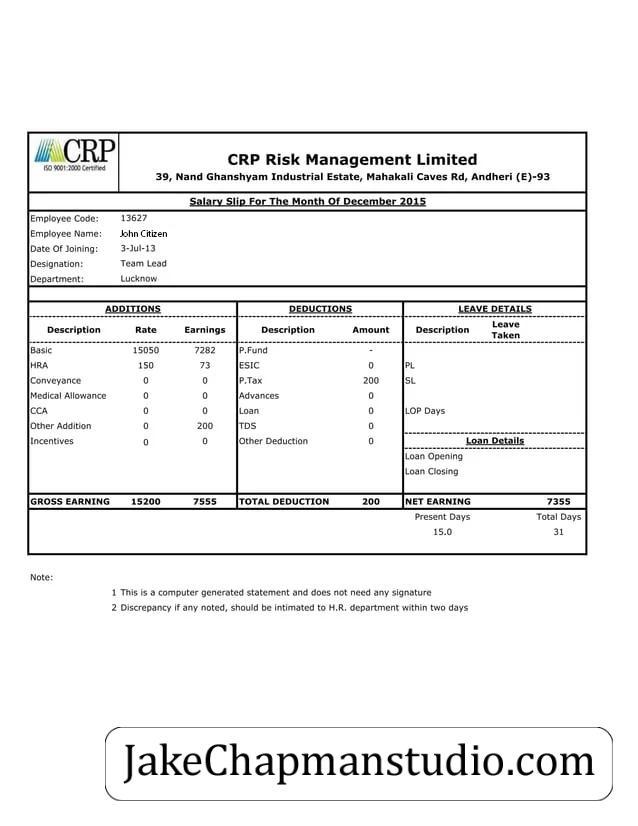 CRP
ISO 9001:2000 Certified
CRP Risk Management Limited
39, Nand Ghanshyam Industrial Estate, Mahakali Caves Rd, Andheri (E)-93
Salary Slip For The Month Of December 2015
Employee Code: 13627
Employee Name: John Citizen
Date Of Joining: 3-Jul-13
Designation: Team Lead
Department: Lucknow
ADDITIONS DEDUCTIONS LEAVE DETAILS
Description Rate Earnings Description Amount Description Leave Taken
Basic 15050 7282 P.Fund -
HRA 150 73 ESIC 0 PL
Conveyance 0 0 P.Tax 200 SL
Medical Allowance 0 0 Advances 0
CCA 0 0 Loan 0 LOP Days
Other Addition 0 200 TDS 0
Incentives 0 0 Other Deduction 0 Loan Details
Loan Opening
Loan Closing
GROSS EARNING 15200 7555 TOTAL DEDUCTION 200 NET EARNING 7355
Present Days Total Days
15.0 31
Note:
1 This is a computer generated statement and does not need any signature
2 Discrepancy if any noted, should be intimated to H.R. department within two days
JakeChapmanstudio.com